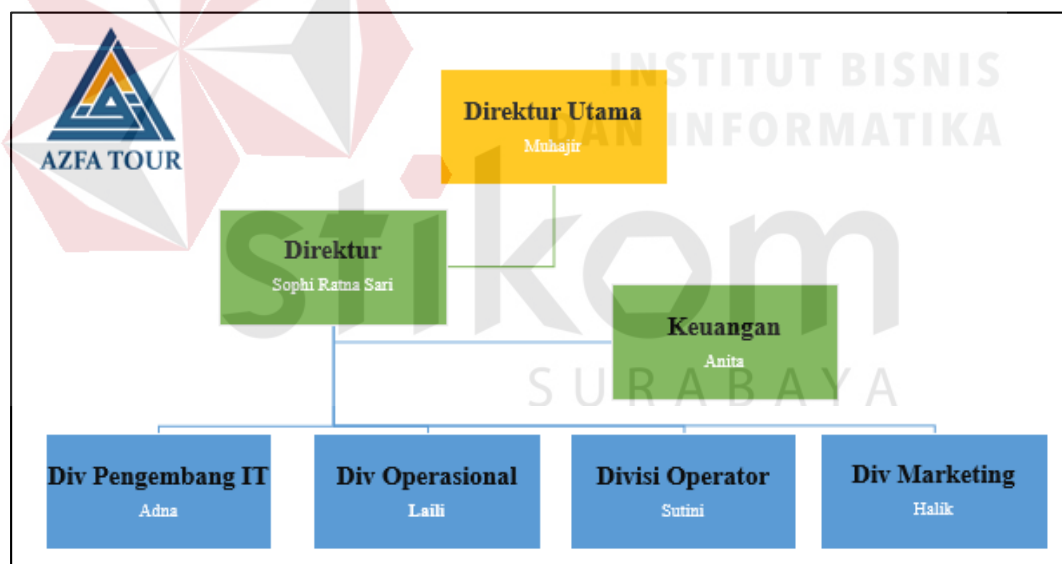 INSTITUT BISNIS
DAN INFORMATIKA
stikom
SURABAYA
AZFA TOUR
Direktur Utama
Muhajir
Direktur
Sophi Ratna Sari
Keuangan
Anita
Div Pengembang IT
Adna
Div Operasional
Laili
Divisi Operator
Sutini
Div Marketing
Halik